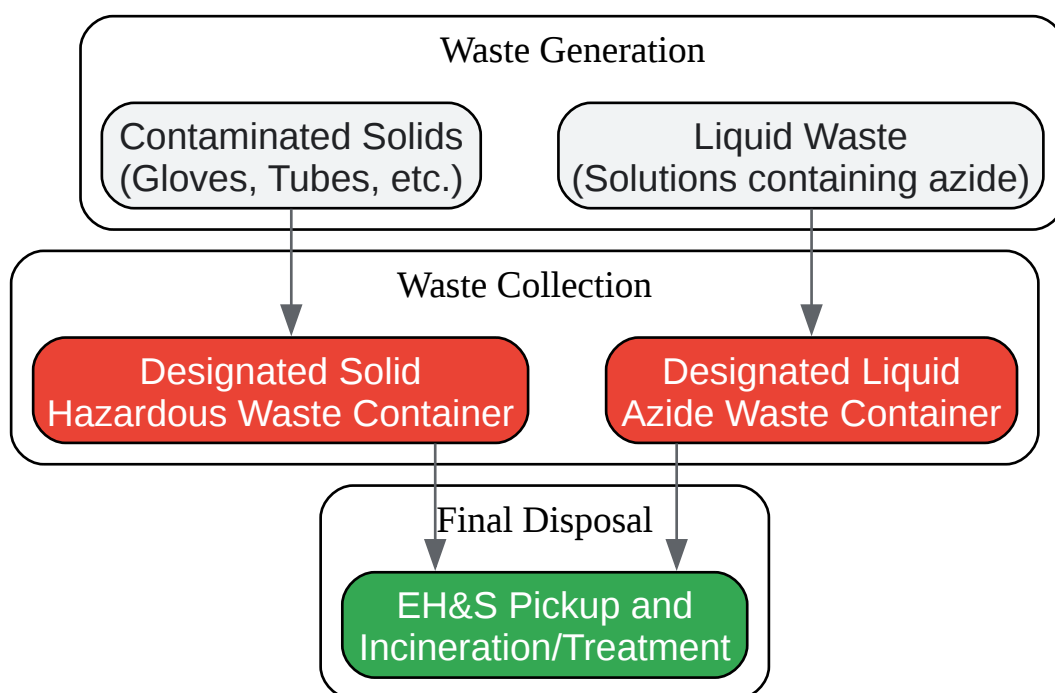 Waste Generation
Contaminated Solids
(Gloves, Tubes, etc.)
Liquid Waste
(Solutions containing azide)
Waste Collection
Designated Solid
Hazardous Waste Container
Designated Liquid
Azide Waste Container
Final Disposal
EH&S Pickup and
Incineration/Treatment